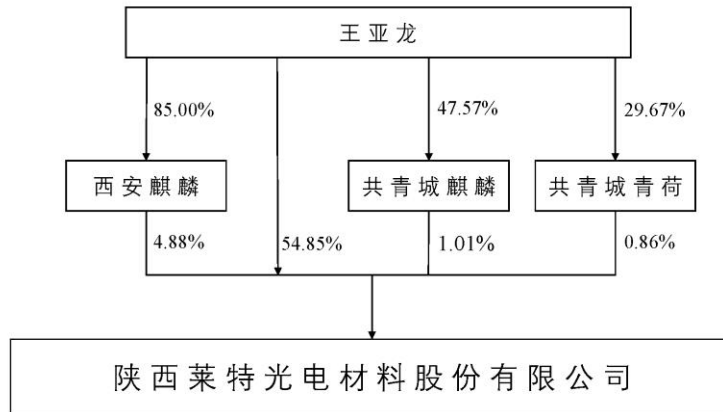 王亚龙
85.00%
47.57%
29.67%
西安麒麟
共青城麒麟
共青城青荷
4.88%
54.85%
1.01%
0.86%
陕西莱特光电材料股份有限公司